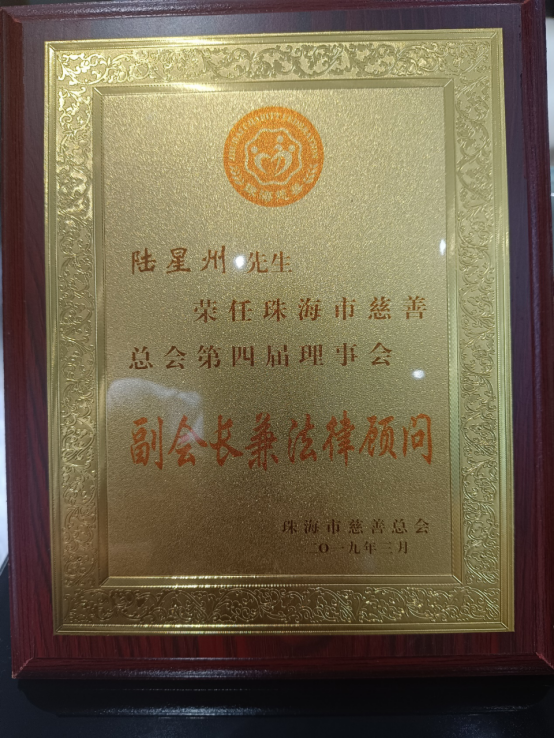 陆星州 先生
荣任珠海市慈善
总会第四届理事会
副会长兼法律顾问
珠海市慈善总会
二〇一九年三月